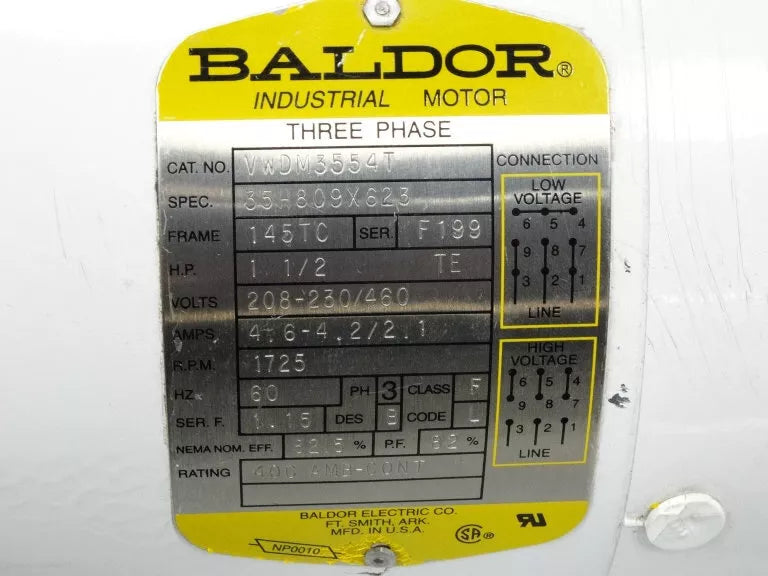 BALDOR®
INDUSTRIAL MOTOR
THREE PHASE
CAT. NO. VWDM3554T
SPEC. 35H809X623
FRAME 145TC SER. F199
H.P. 1 1/2 TE
VOLTS 208-230/460
AMPS 4.6-4.2/2.1
R.P.M. 1725
HZ 60 PH 3 CLASS F
SER. F. 1.15 DES B CODE L
NEMA NOM. EFF. 82.5 % P.F. %
RATING 40C AMB-CONT
CONNECTION
LOW
VOLTAGE
6 5 4
9 8 7
3 2 1
LINE
HIGH
VOLTAGE
6 5 4
9 8 7
3 2 1
LINE
BALDOR ELECTRIC CO.
FT. SMITH, ARK.
MFD. IN U.S.A.
NP0010